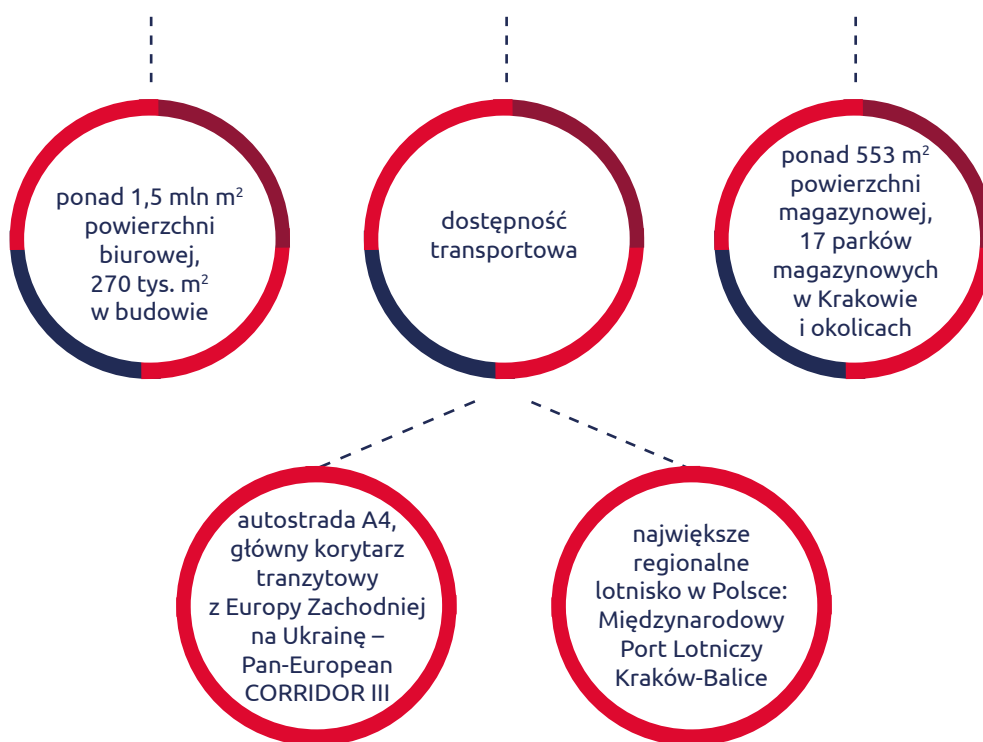 ponad 1,5 mln m²
powierzchni
biurowej,
270 tys. m²
w budowie
dostępność
transportowa
ponad 553 m²
powierzchni
magazynowej,
17 parków
magazynowych
w Krakowie
i okolicach
autostrada A4,
główny korytarz
tranzytowy
z Europy Zachodniej
na Ukrainę –
Pan-European
CORRIDOR III
największe
regionalne
lotnisko w Polsce:
Międzynarodowy
Port Lotniczy
Kraków-Balice